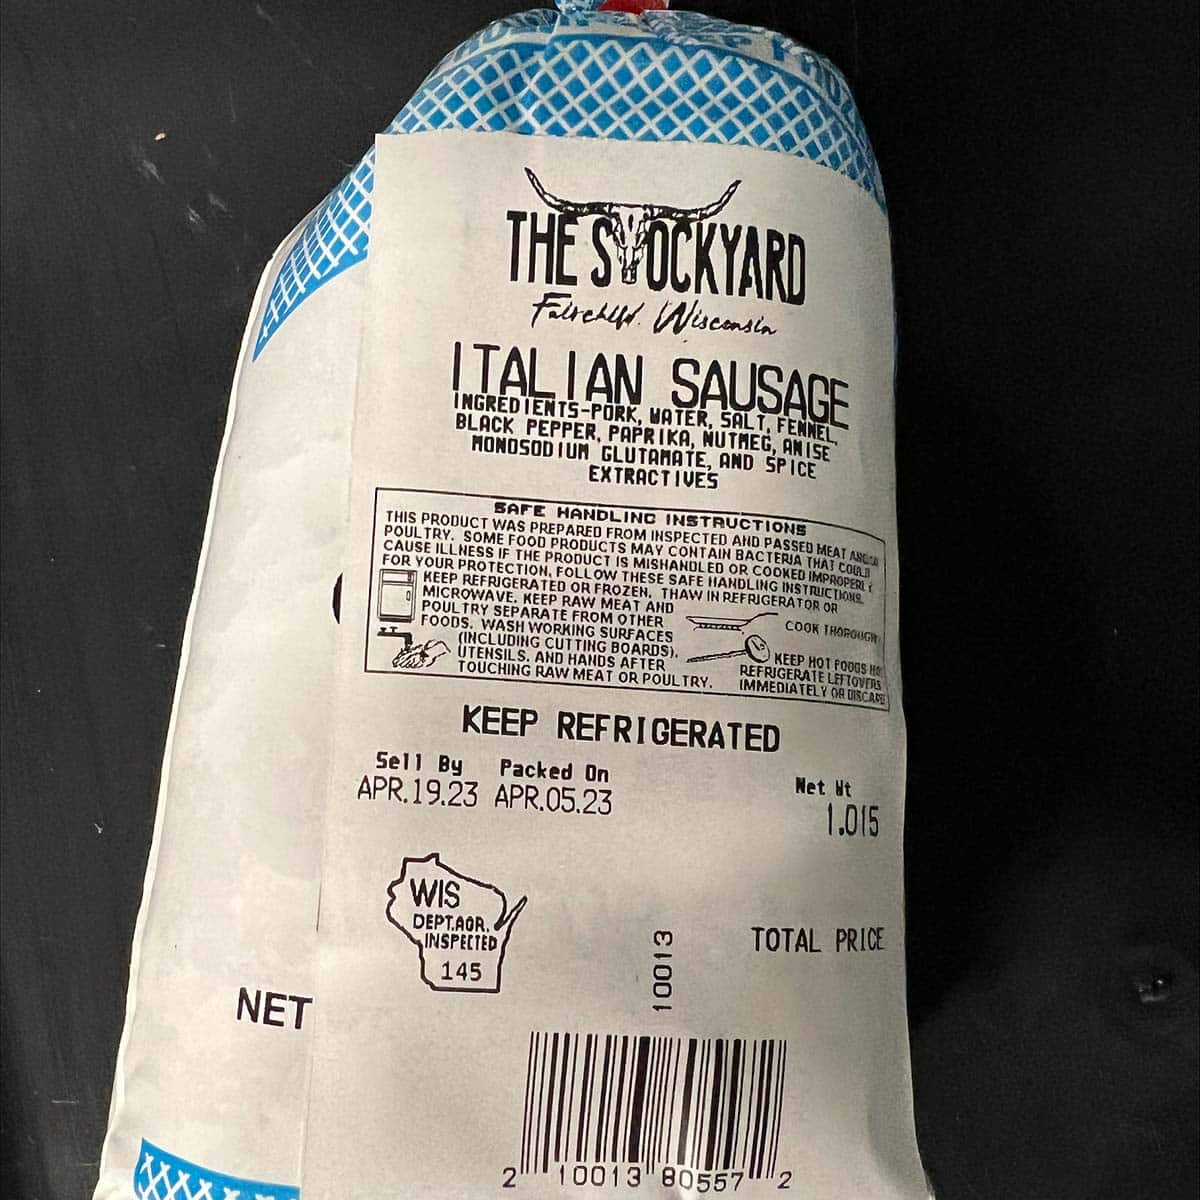 THE STOCKYARD
Fairchild, Wisconsin
ITALIAN SAUSAGE
INGREDIENTS-PORK, WATER, SALT, FENNEL,
BLACK PEPPER, PAPRIKA, NUTMEG, ANISE
MONOSODIUM GLUTAMATE, AND SPICE
EXTRACTIVES
SAFE HANDLING INSTRUCTIONS
THIS PRODUCT WAS PREPARED FROM INSPECTED AND PASSED MEAT AND/OR
POULTRY. SOME FOOD PRODUCTS MAY CONTAIN BACTERIA THAT COULD
CAUSE ILLNESS IF THE PRODUCT IS MISHANDLED OR COOKED IMPROPERLY.
FOR YOUR PROTECTION, FOLLOW THESE SAFE HANDLING INSTRUCTIONS.
KEEP REFRIGERATED OR FROZEN. THAW IN REFRIGERATOR OR
MICROWAVE. KEEP RAW MEAT AND
POULTRY SEPARATE FROM OTHER
FOODS. WASH WORKING SURFACES
(INCLUDING CUTTING BOARDS),
UTENSILS, AND HANDS AFTER
TOUCHING RAW MEAT OR POULTRY.
COOK THOROUGHLY
KEEP HOT FOODS HOT
REFRIGERATE LEFTOVERS
IMMEDIATELY OR DISCARD
KEEP REFRIGERATED
Sell By Packed On Net Wt
APR.19.23 APR.05.23 1.015
WIS
DEPT.AGR.
INSPECTED
145
10013
TOTAL PRICE
NET
2 10013 80557 2